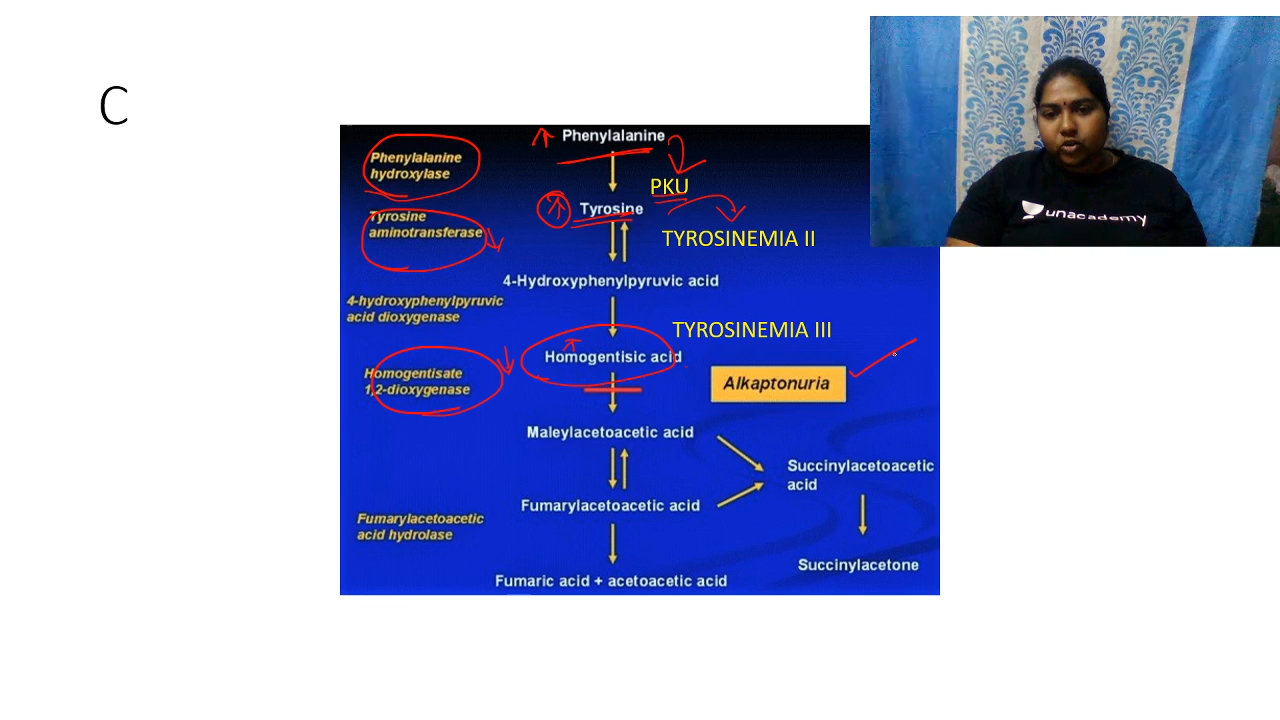 C
Phenylalanine
Phenylalanine
hydroxylase
PKU
Tyrosine
Tyrosine
aminotransferase
TYROSINEMIA II
4-Hydroxyphenylpyruvic acid
4-hydroxyphenylpyruvic
acid dioxygenase
TYROSINEMIA III
Homogentisic acid
Homogentisate
1,2-dioxygenase
Alkaptonuria
Maleylacetoacetic acid
Succinylacetoacetic
acid
Fumarylacetoacetic acid
Fumarylacetoacetic
acid hydrolase
Succinylacetone
Fumaric acid + acetoacetic acid
unacademy